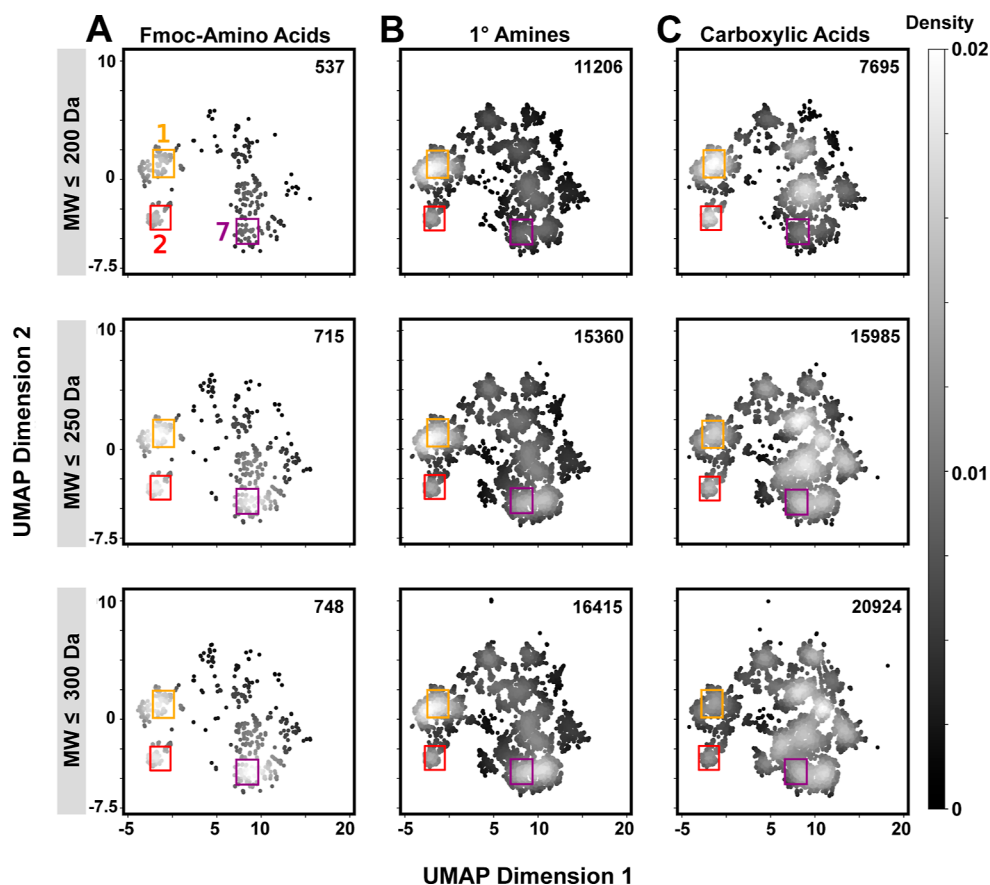 A Fmoc-Amino Acids
B 1° Amines
C Carboxylic Acids
Density
MW ≤ 200 Da
MW ≤ 250 Da
MW ≤ 300 Da
UMAP Dimension 2
10
0
-7.5
537
1
2
7
11206
7695
10
0
-7.5
715
15360
15985
10
0
-7.5
748
16415
20924
-5 5 10 20
-5 5 10 20
-5 5 10 20
UMAP Dimension 1
0.02
0.01
0